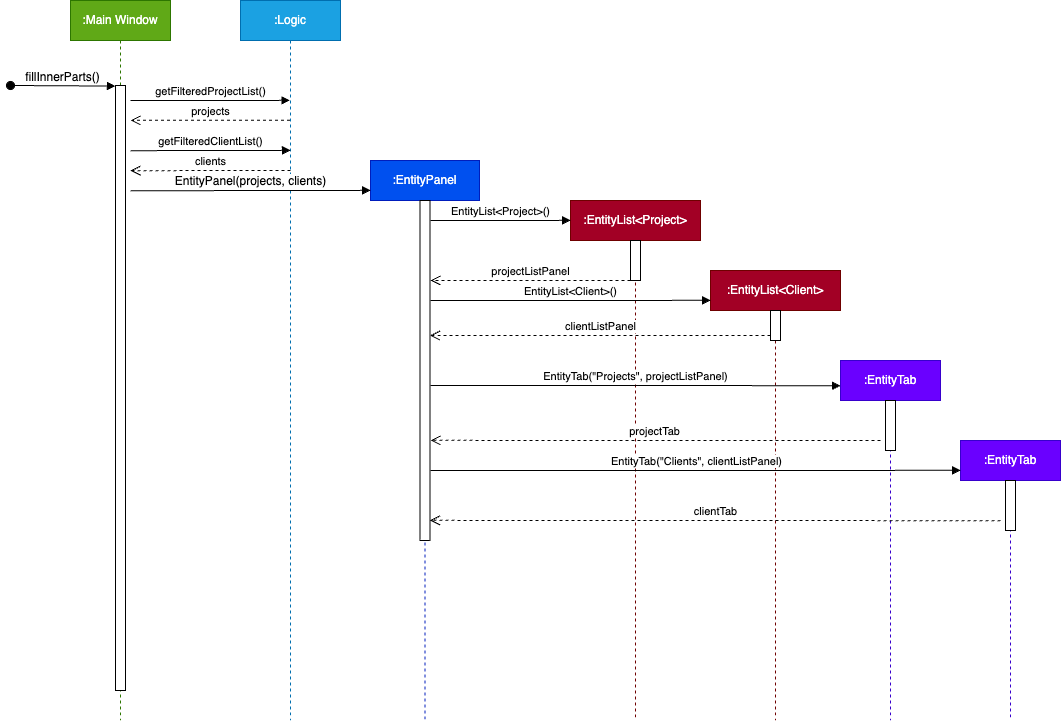 :Main Window
:Logic
fillInnerParts()
getFilteredProjectList()
projects
getFilteredClientList()
clients
EntityPanel(projects, clients)
:EntityPanel
EntityList<Project>()
:EntityList<Project>
projectListPanel
EntityList<Client>()
:EntityList<Client>
clientListPanel
EntityTab("Projects", projectListPanel)
:EntityTab
projectTab
EntityTab("Clients", clientListPanel)
:EntityTab
clientTab